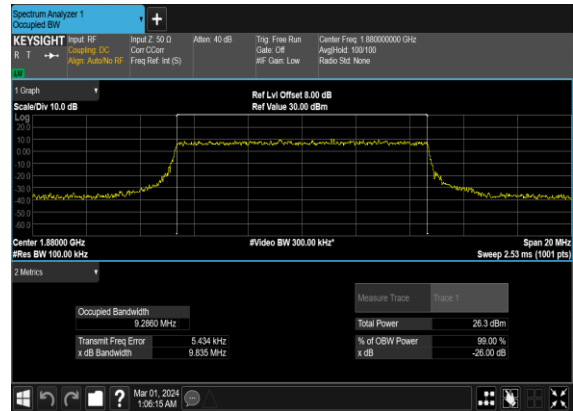 Spectrum Analyzer 1
Occupied BW
KEYSIGHT
R T
LU
Input: RF
Coupling: DC
Align: Auto/No RF
Input Z: 50 Ω
Corr CCorr
Freq Ref: Int (S)
Atten: 40 dB
Trig: Free Run
Gate: Off
#IF Gain: Low
Center Freq: 1.880000000 GHz
Avg|Hold: 100/100
Radio Std: None
1 Graph
Scale/Div 10.0 dB
Ref Lvl Offset 8.00 dB
Ref Value 30.00 dBm
Log
20.0
10.0
0.00
-10.0
-20.0
-30.0
-40.0
-50.0
-60.0
Center 1.88000 GHz
#Res BW 100.00 kHz
#Video BW 300.00 kHz*
Span 20 MHz
Sweep 2.53 ms (1001 pts)
2 Metrics
Occupied Bandwidth
9.2860 MHz
Transmit Freq Error 5.434 kHz
x dB Bandwidth 9.835 MHz
Measure Trace Trace 1
Total Power 26.3 dBm
% of OBW Power 99.00 %
x dB -26.00 dB
?
Mar 01, 2024
1:06:15 AM